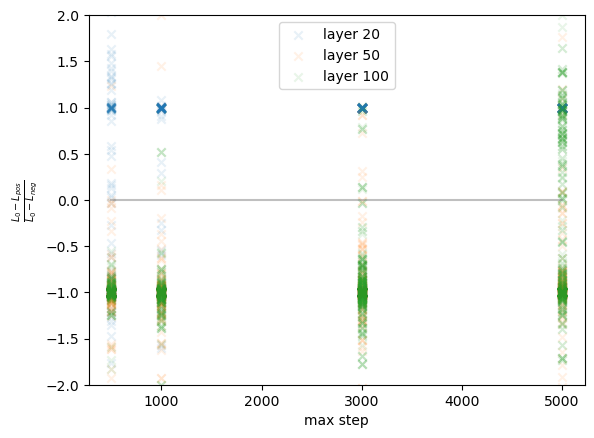 2.0
1.5
1.0
0.5
0.0
−0.5
−1.0
−1.5
−2.0
L_0 − L_pos
L_0 − L_neg
layer 20
layer 50
layer 100
1000
2000
3000
4000
5000
max step